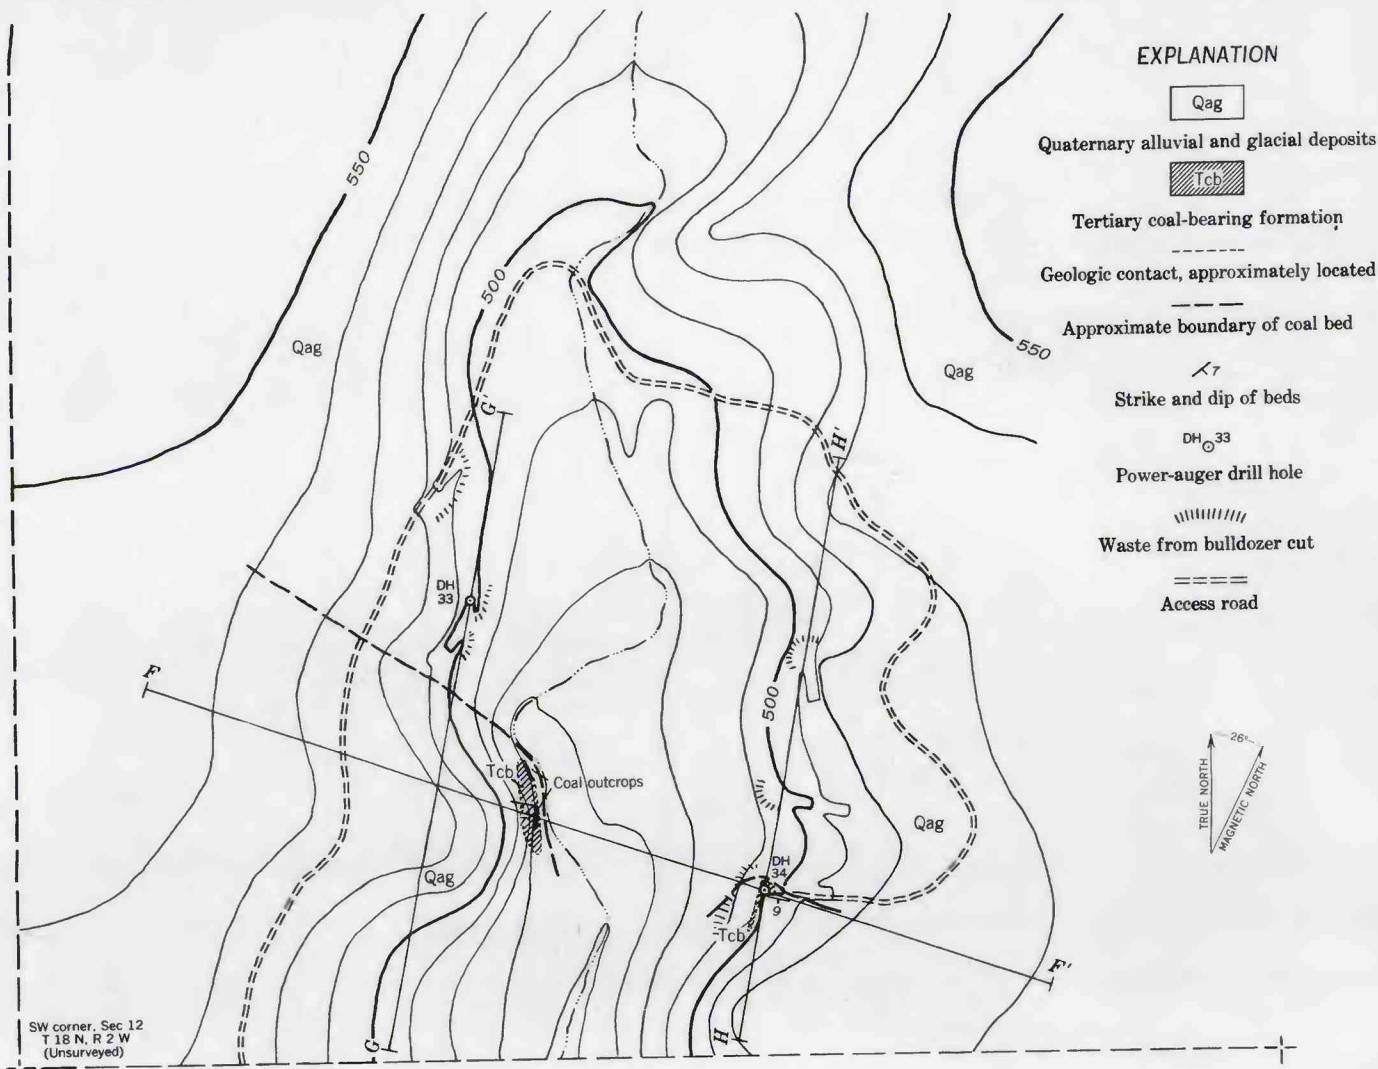 EXPLANATION
Qag
Quaternary alluvial and glacial deposits
Tcb
Tertiary coal-bearing formation
Geologic contact, approximately located
Approximate boundary of coal bed
7
Strike and dip of beds
DH 33
Power-auger drill hole
Waste from bulldozer cut
Access road
26°
TRUE NORTH
MAGNETIC NORTH
550
500
Qag
550
Qag
G'
H'
DH
33
F
500
Tcb
Coal outcrops
Qag
Qag
DH
34
9
Tcb
F'
G
H
SW corner, Sec 12
T 18 N, R 2 W
(Unsurveyed)